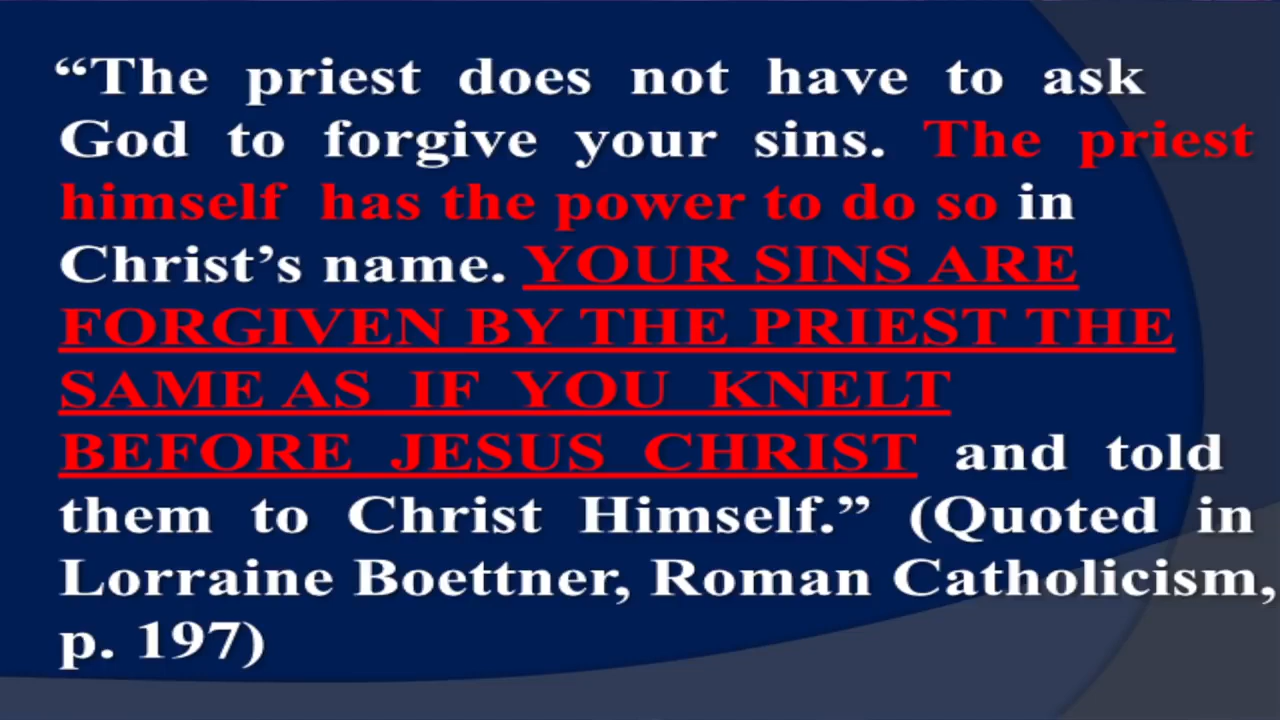 “The priest does not have to ask
God to forgive your sins. The priest
himself has the power to do so in
Christ’s name. YOUR SINS ARE
FORGIVEN BY THE PRIEST THE
SAME AS IF YOU KNELT
BEFORE JESUS CHRIST and told
them to Christ Himself.” (Quoted in
Lorraine Boettner, Roman Catholicism,
p. 197)